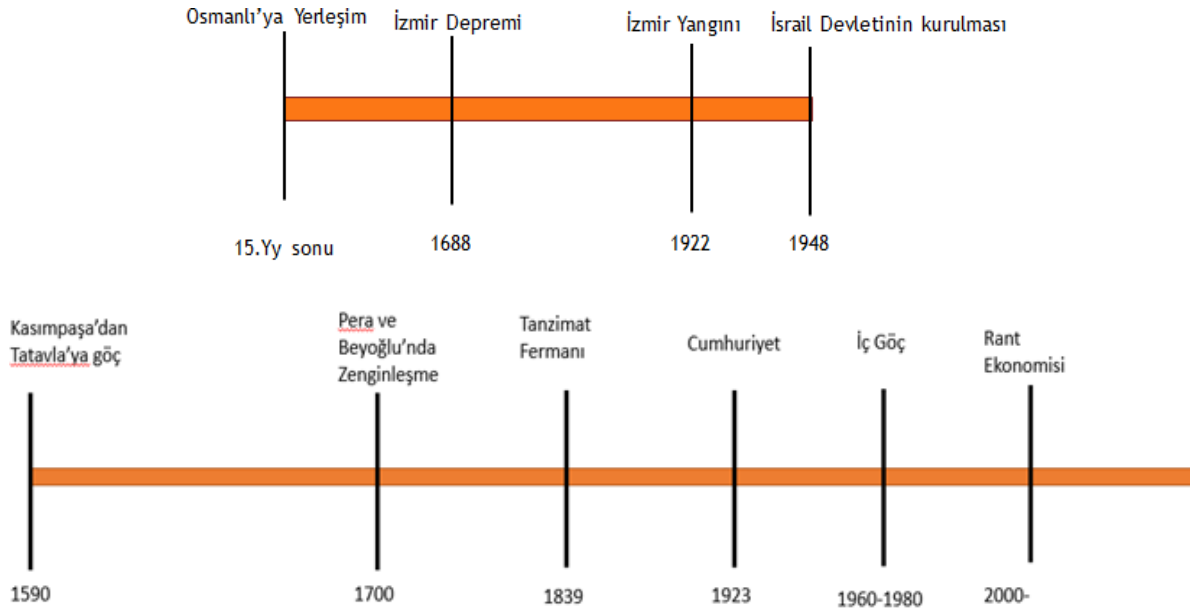 Osmanlı'ya Yerleşim
İzmir Depremi
İzmir Yangını
İsrail Devletinin kurulması
15.Yy sonu
1688
1922
1948
Kasımpaşa'dan
Tatavla'ya göç
Pera ve
Beyoğlu'nda
Zenginleşme
Tanzimat
Fermanı
Cumhuriyet
İç Göç
Rant
Ekonomisi
1590
1700
1839
1923
1960-1980
2000-